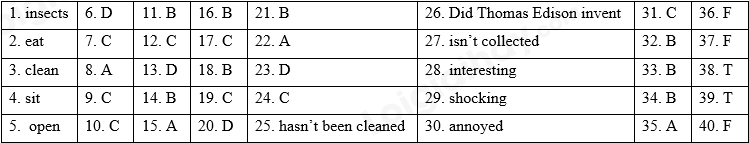 1. insects 6. D 11. B 16. B 21. B 26. Did Thomas Edison invent 31. C 36. F
2. eat 7. C 12. C 17. C 22. A 27. isn't collected 32. B 37. F
3. clean 8. A 13. D 18. B 23. D 28. interesting 33. B 38. T
4. sit 9. C 14. B 19. C 24. C 29. shocking 34. B 39. T
5. open 10. C 15. A 20. D 25. hasn't been cleaned 30. annoyed 35. A 40. F